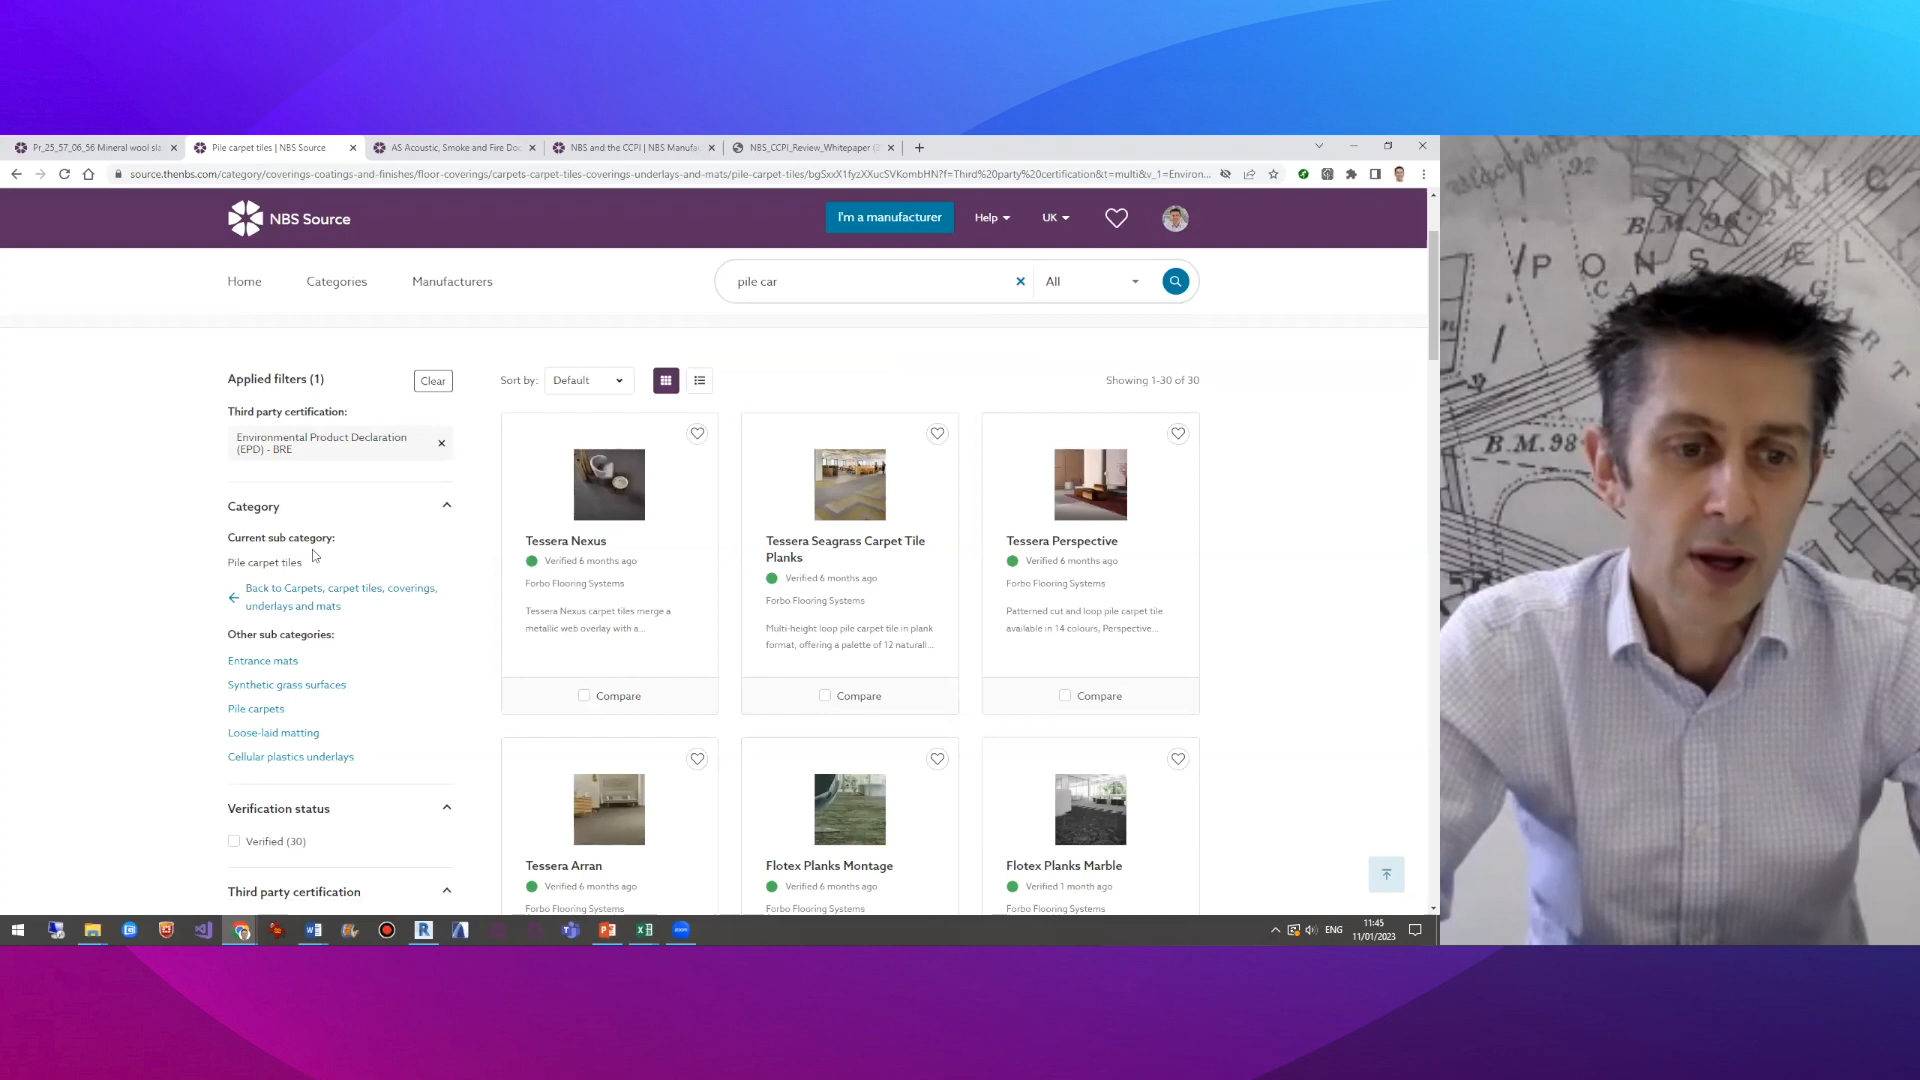 Pr_25_57_06_56 Mineral wool sla
Pile carpet tiles | NBS Source
AS Acoustic, Smoke and Fire Doo
NBS and the CCPI | NBS Manufac
NBS_CCPI_Review_Whitepaper (
source.thenbs.com/category/coverings-coatings-and-finishes/floor-coverings/carpets-carpet-tiles-coverings-underlays-and-mats/pile-carpet-tiles/bgSxxX1fyzXXucSVKombHN?f=Third%20party%20certification&t=multi&v_1=Environ...
NBS Source
I'm a manufacturer
Help
UK
Home
Categories
Manufacturers
pile car
All
Applied filters (1)
Clear
Sort by:
Default
Showing 1-30 of 30
Third party certification:
Environmental Product Declaration
(EPD) - BRE
Category
Current sub category:
Pile carpet tiles
Back to Carpets, carpet tiles, coverings,
underlays and mats
Other sub categories:
Entrance mats
Synthetic grass surfaces
Pile carpets
Loose-laid matting
Cellular plastics underlays
Verification status
Verified (30)
Third party certification
Tessera Nexus
Verified 6 months ago
Forbo Flooring Systems
Tessera Nexus carpet tiles merge a
metallic web overlay with a...
Compare
Tessera Seagrass Carpet Tile
Planks
Verified 6 months ago
Forbo Flooring Systems
Multi-height loop pile carpet tile in plank
format, offering a palette of 12 naturall...
Compare
Tessera Perspective
Verified 6 months ago
Forbo Flooring Systems
Patterned cut and loop pile carpet tile
available in 14 colours, Perspective...
Compare
Tessera Arran
Verified 6 months ago
Forbo Flooring Systems
Flotex Planks Montage
Verified 6 months ago
Forbo Flooring Systems
Flotex Planks Marble
Verified 1 month ago
Forbo Flooring Systems
ENG
11:45
11/01/2023
PONS AEL
B.M. 96
B.M. 98